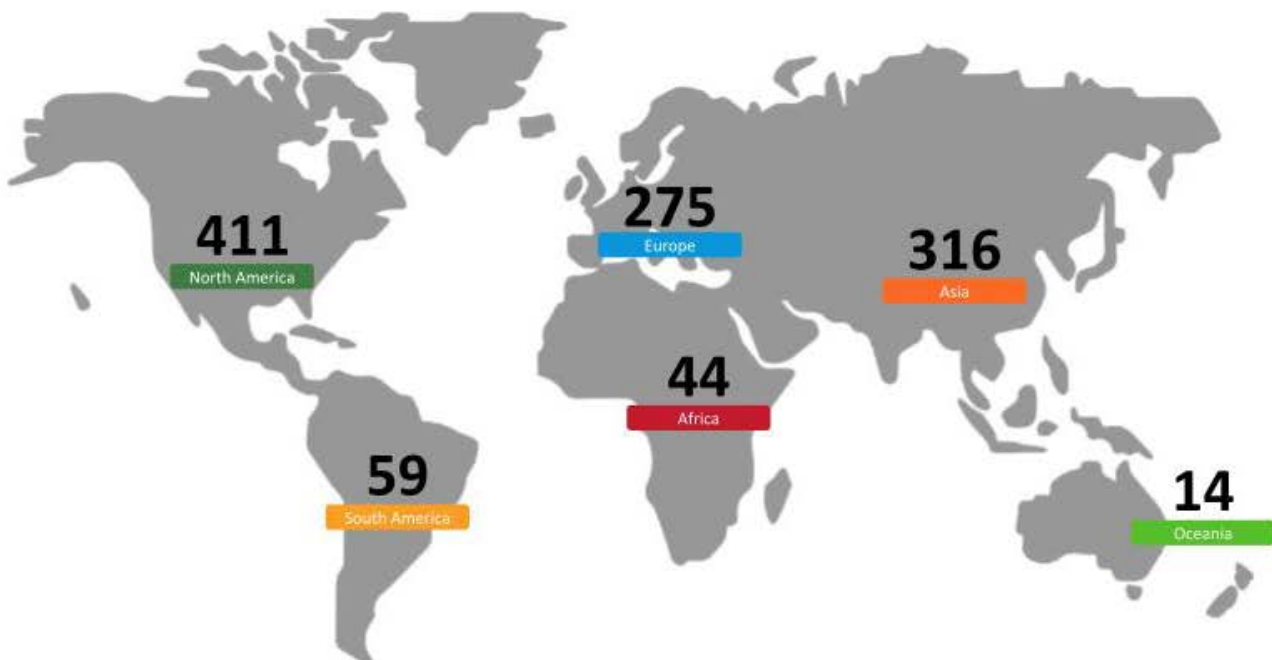 411
North America
275
Europe
316
Asia
44
Africa
59
South America
14
Oceania